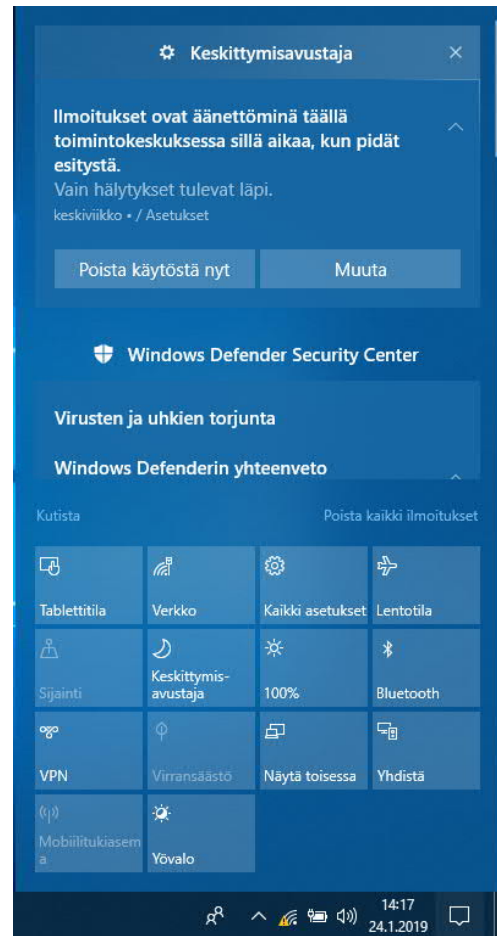 Keskittymisavustaja
Ilmoitukset ovat äänettöminä täällä
toimintokeskuksessa sillä aikaa, kun pidät
esitystä.
Vain hälytykset tulevat läpi.
keskiviikko • / Asetukset
Poista käytöstä nyt Muuta
Windows Defender Security Center
Virusten ja uhkien torjunta
Windows Defenderin yhteenveto
Kutista Poista kaikki ilmoitukset
Tablettitila Verkko Kaikki asetukset Lentotila
Sijainti Keskittymis-
avustaja 100% Bluetooth
VPN Virransäästö Näytä toisessa Yhdistä
Mobiilitukiasem
a Yövalo
14:17
24.1.2019